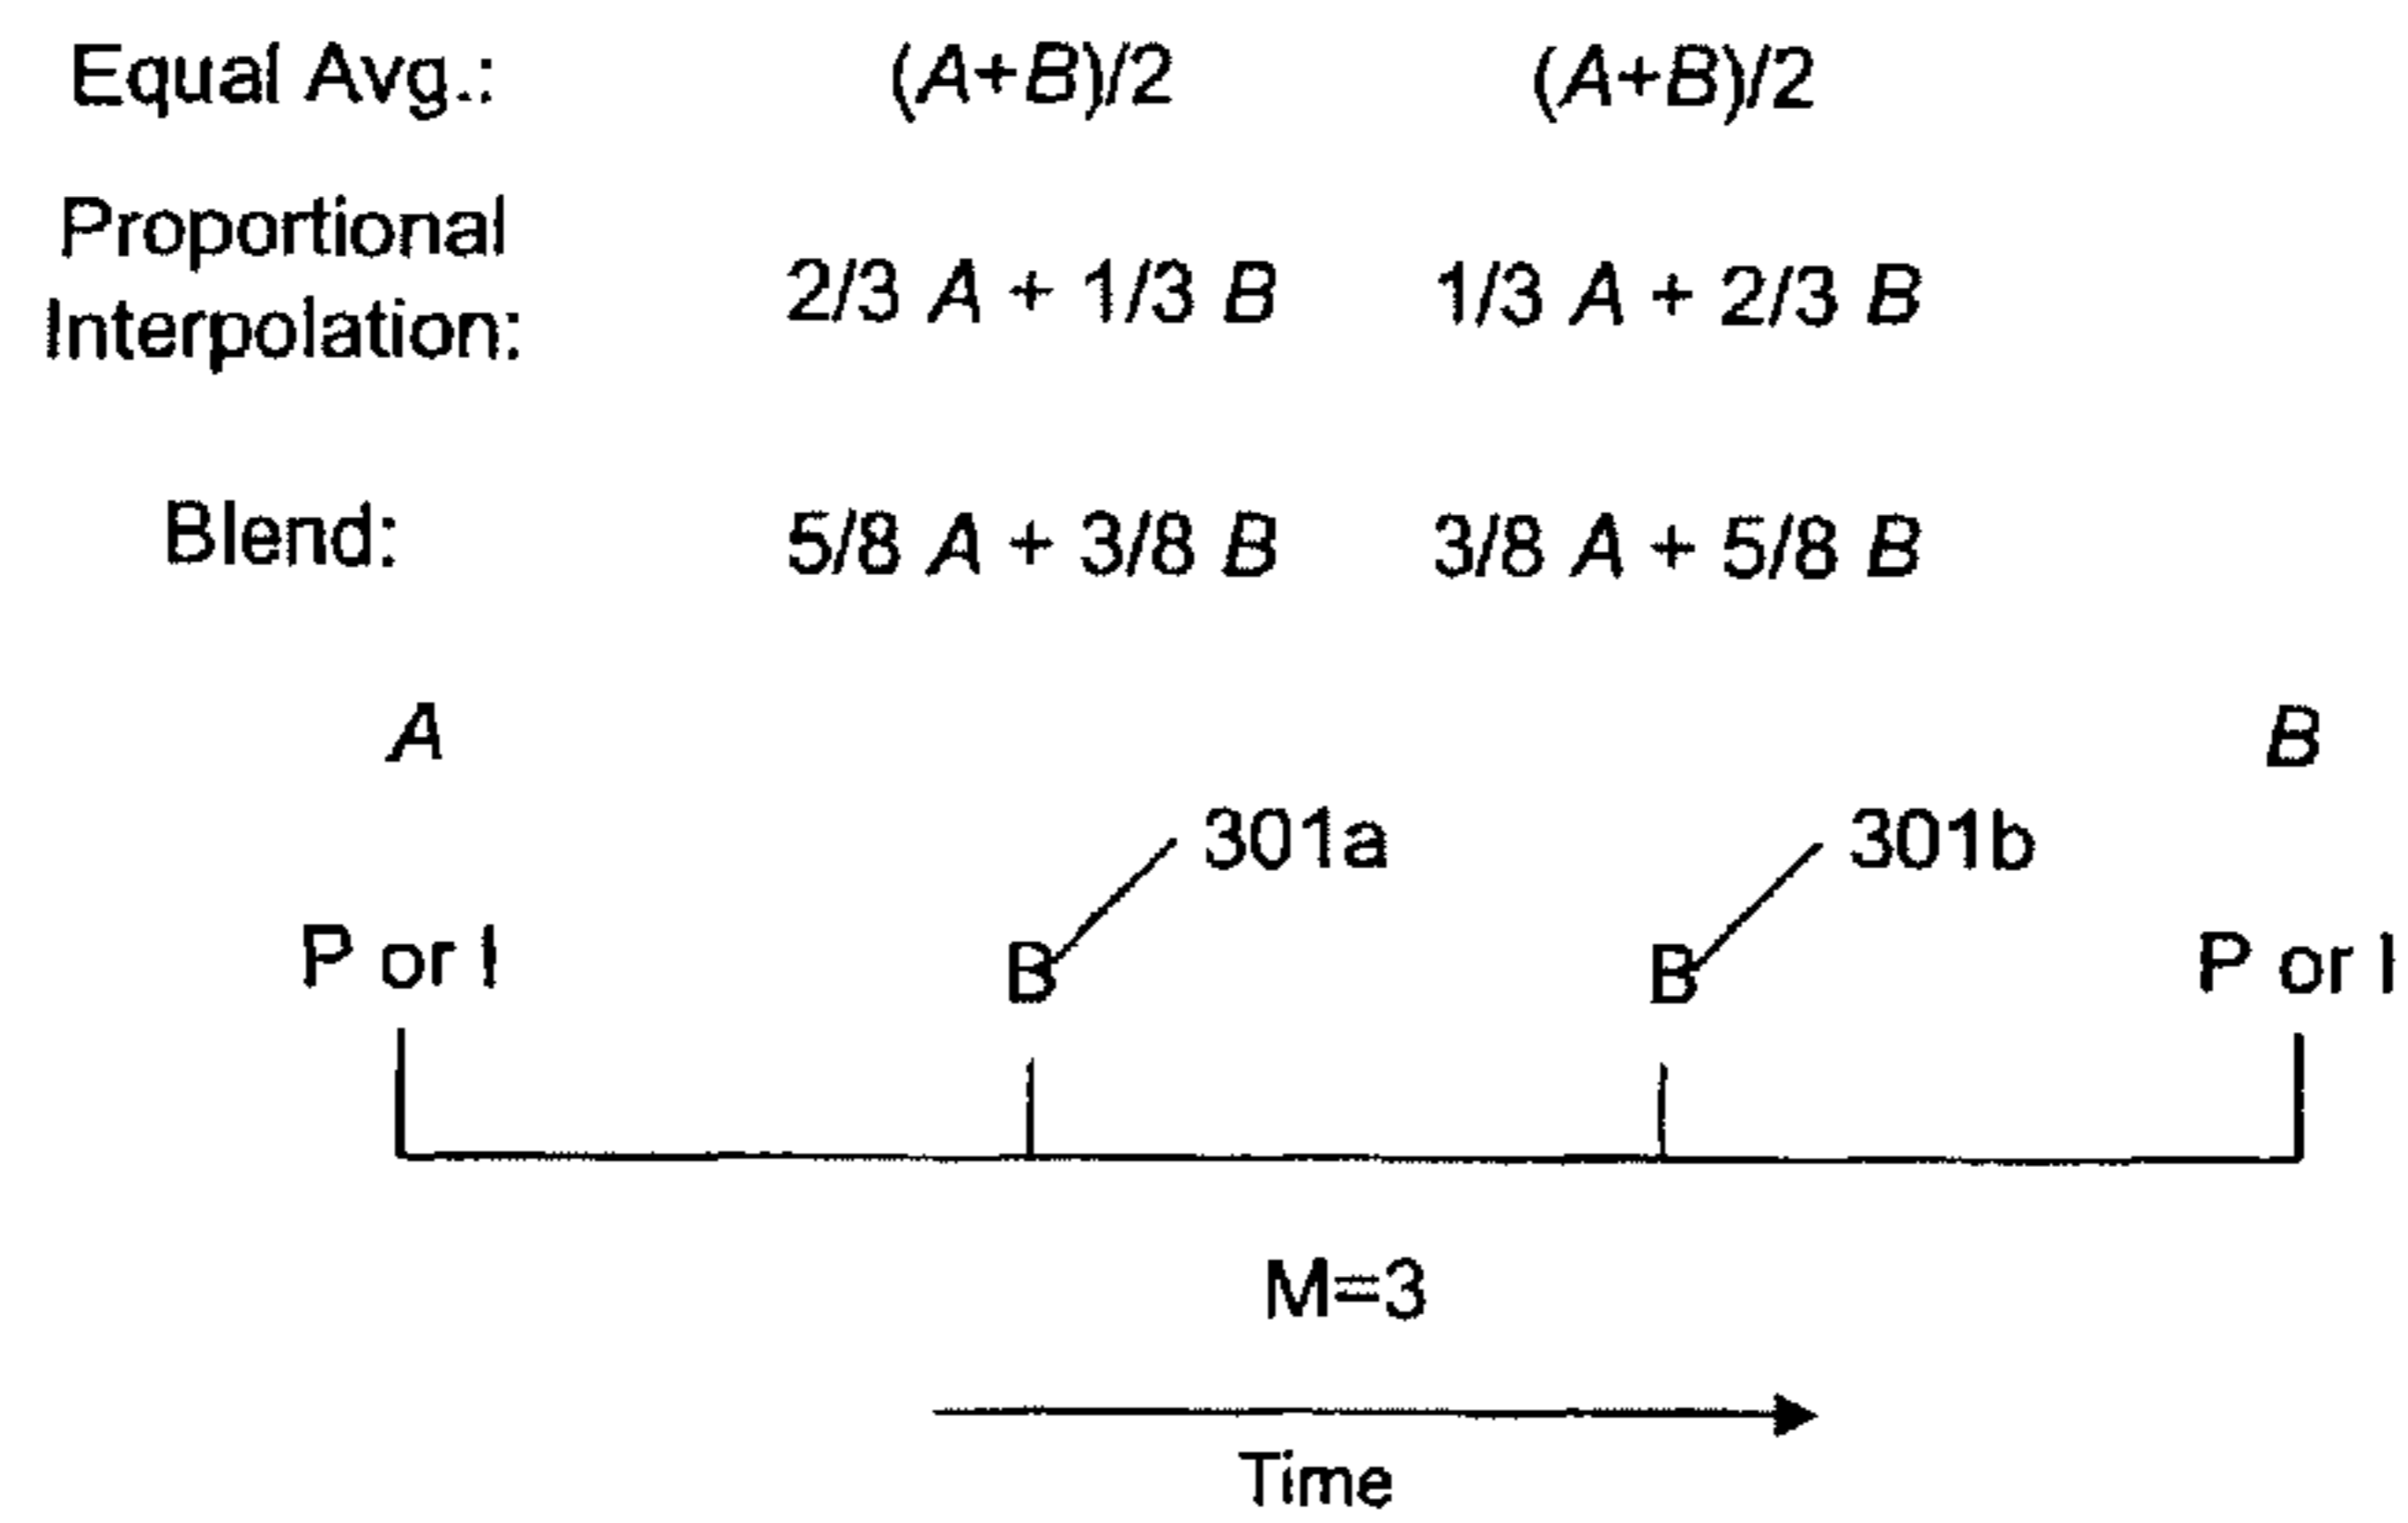 Equal Avg.: (A+B)/2 (A+B)/2
Proportional
Interpolation: 2/3 A + 1/3 B 1/3 A + 2/3 B
Blend: 5/8 A + 3/8 B 3/8 A + 5/8 B
A B
301a 301b
P or I B B P or I
M=3
Time